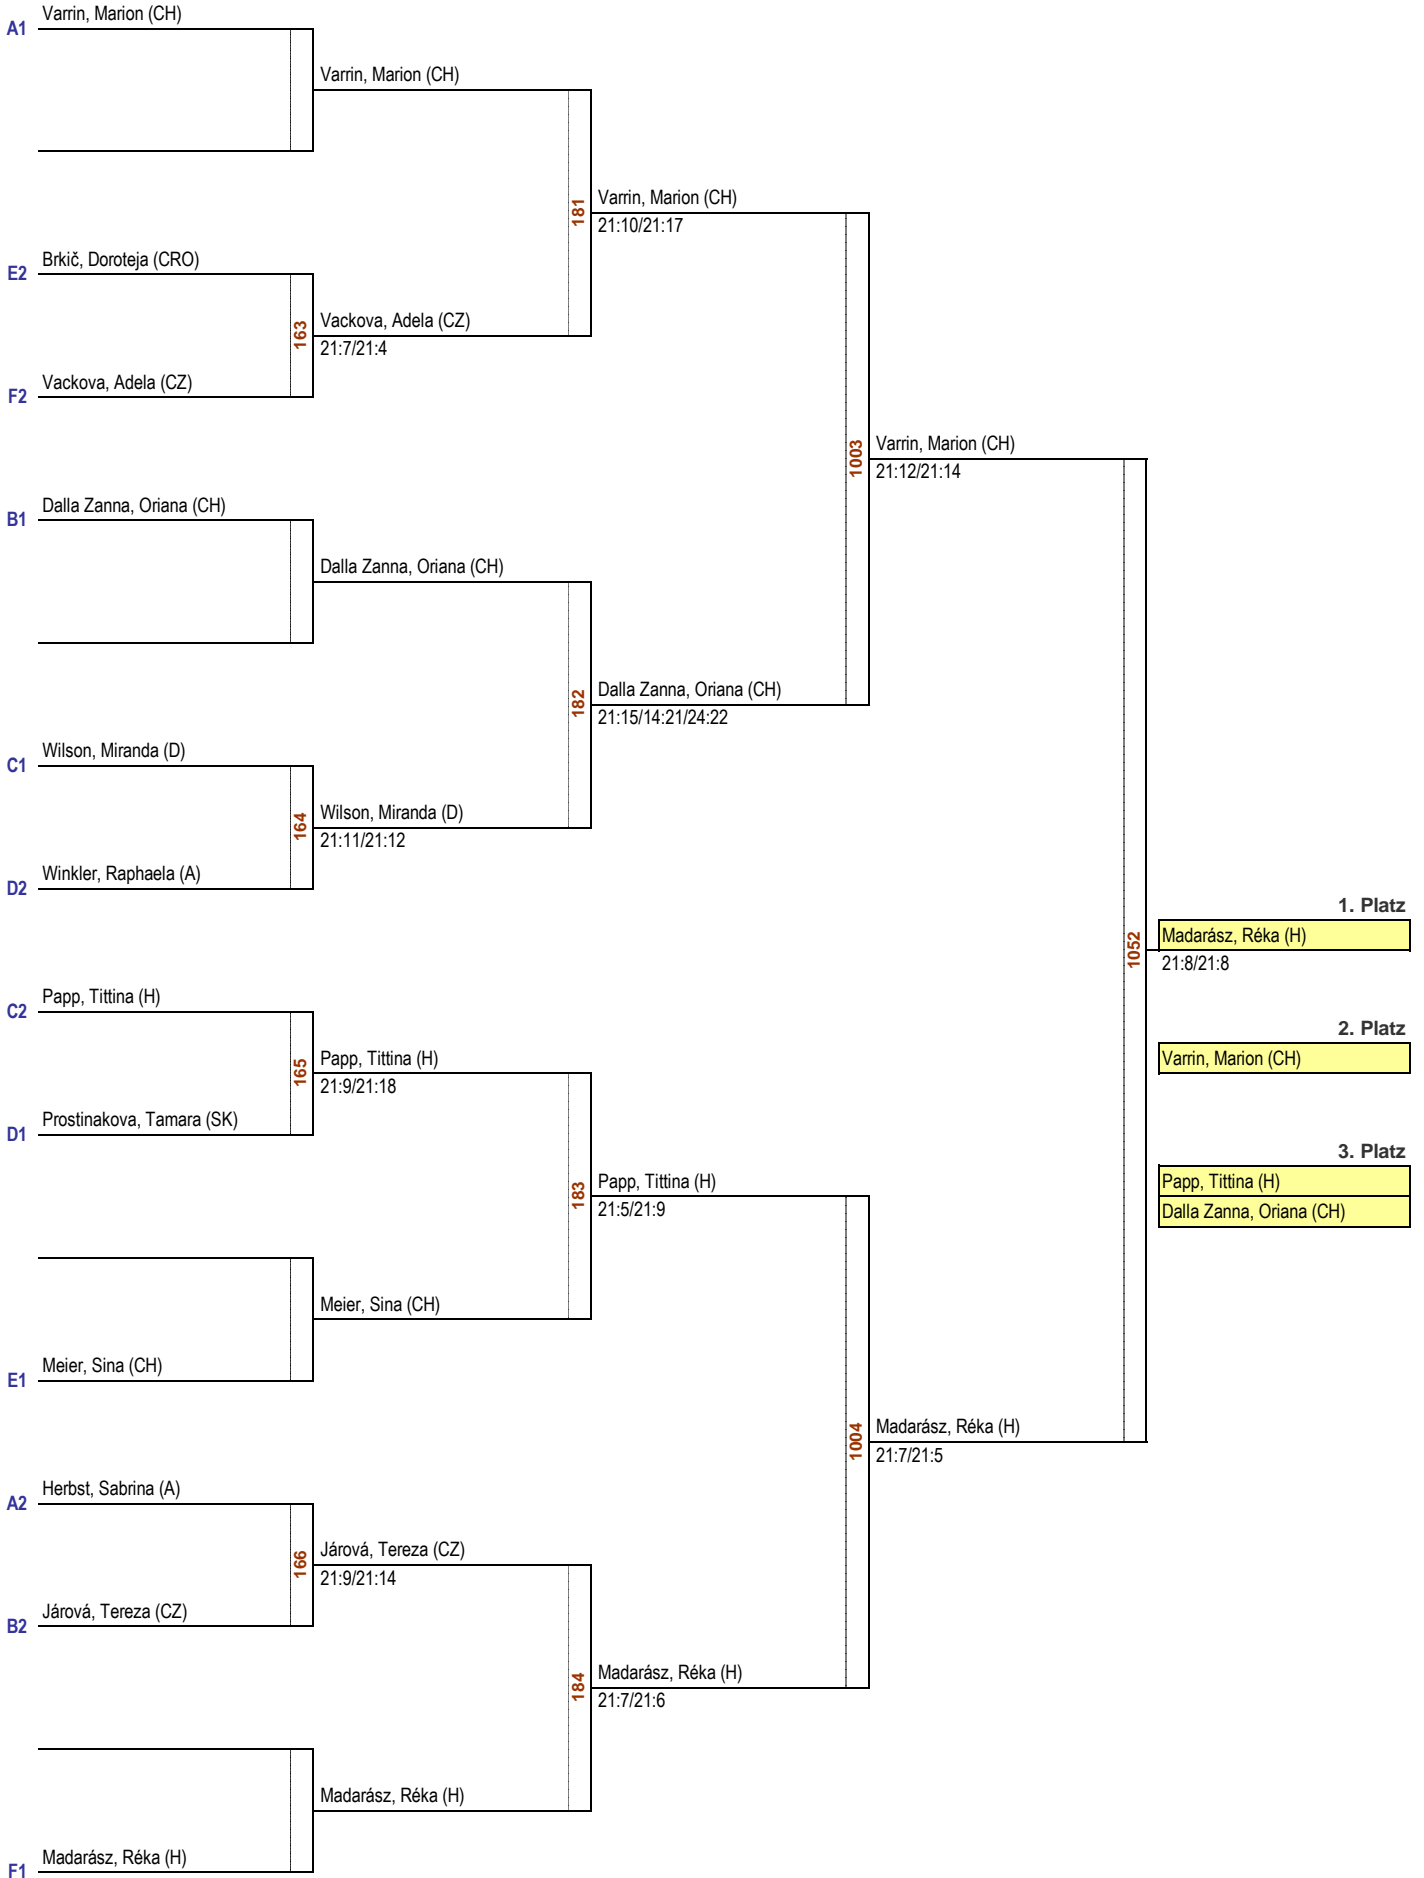 Varrin, Marion (CH)
A1
Varrin, Marion (CH)
181
Varrin, Marion (CH)
21:10/21:17
Brkič, Doroteja (CRO)
E2
163
Vackova, Adela (CZ)
21:7/21:4
Vackova, Adela (CZ)
F2
1003
Varrin, Marion (CH)
21:12/21:14
Dalla Zanna, Oriana (CH)
B1
Dalla Zanna, Oriana (CH)
182
Dalla Zanna, Oriana (CH)
21:15/14:21/24:22
Wilson, Miranda (D)
C1
164
Wilson, Miranda (D)
21:11/21:12
Winkler, Raphaela (A)
D2
1. Platz
1052
Madarász, Réka (H)
21:8/21:8
Papp, Tittina (H)
C2
2. Platz
Varrin, Marion (CH)
165
Papp, Tittina (H)
21:9/21:18
Prostinakova, Tamara (SK)
D1
3. Platz
Papp, Tittina (H)
Dalla Zanna, Oriana (CH)
183
Papp, Tittina (H)
21:5/21:9
Meier, Sina (CH)
Meier, Sina (CH)
E1
1004
Madarász, Réka (H)
21:7/21:5
Herbst, Sabrina (A)
A2
166
Járová, Tereza (CZ)
21:9/21:14
Járová, Tereza (CZ)
B2
184
Madarász, Réka (H)
21:7/21:6
Madarász, Réka (H)
Madarász, Réka (H)
F1